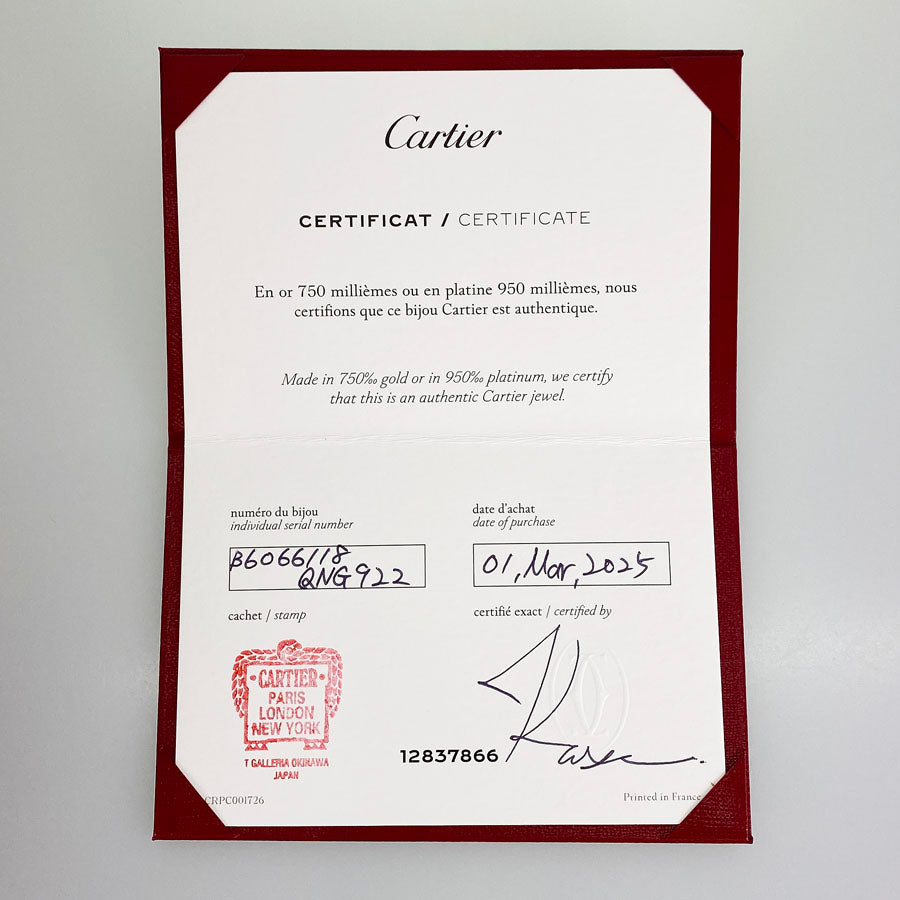 Cartier
CERTIFICAT / CERTIFICATE
En or 750 millièmes ou en platine 950 millièmes, nous
certifions que ce bijou Cartier est authentique.
Made in 750‰ gold or in 950‰ platinum, we certify
that this is an authentic Cartier jewel.
numéro du bijou
individual serial number
B6066118
QNG922
date d'achat
date of purchase
01, Mar, 2025
cachet / stamp
·CARTIER·
PARIS
LONDON
NEW YORK
T GALLERIA OKINAWA
JAPAN
certifié exact / certified by
12837866
CRPC001726
Printed in France